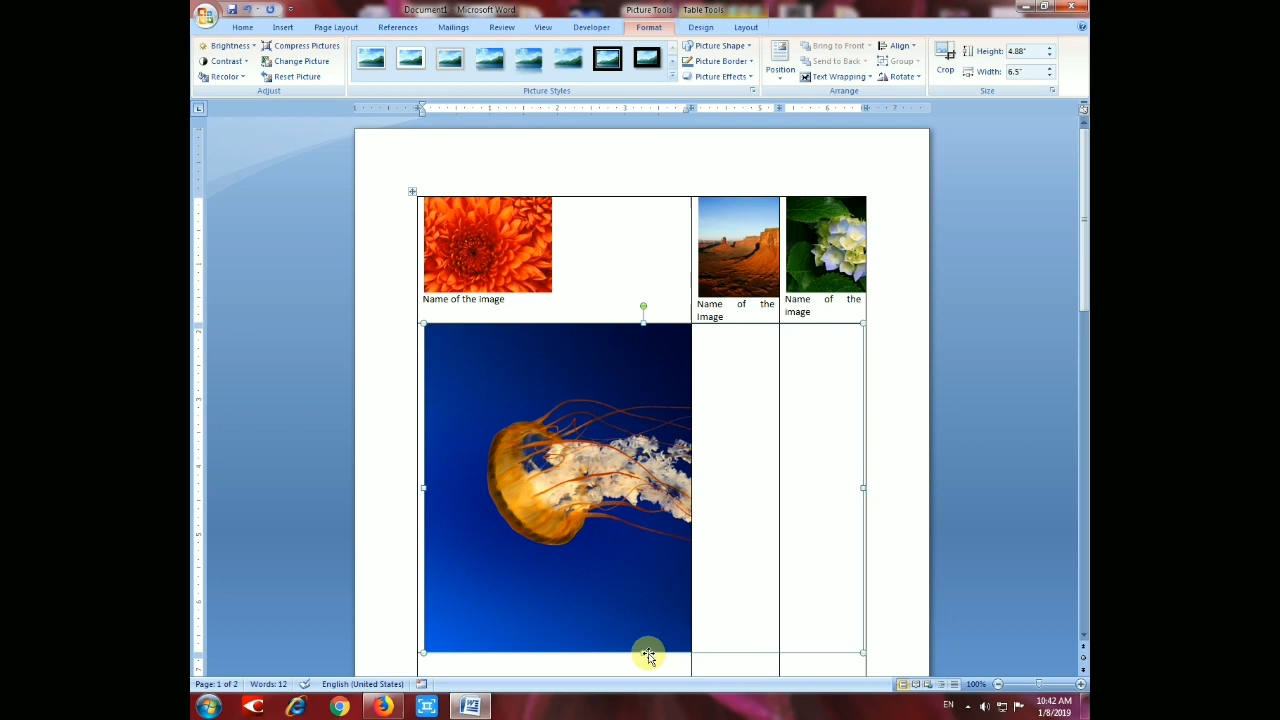 Document1 - Microsoft Word
Picture Tools
Table Tools
Home
Insert
Page Layout
References
Mailings
Review
View
Developer
Format
Design
Layout
Brightness
Contrast
Recolor
Compress Pictures
Change Picture
Reset Picture
Adjust
Picture Styles
Picture Shape
Picture Border
Picture Effects
Position
Bring to Front
Send to Back
Text Wrapping
Align
Group
Rotate
Arrange
Crop
Height: 4.88"
Width: 6.5"
Size
Name of the image
Name of the
Image
Name of the
image
Page: 1 of 2
Words: 12
English (United States)
100%
EN
10:42 AM
1/8/2019